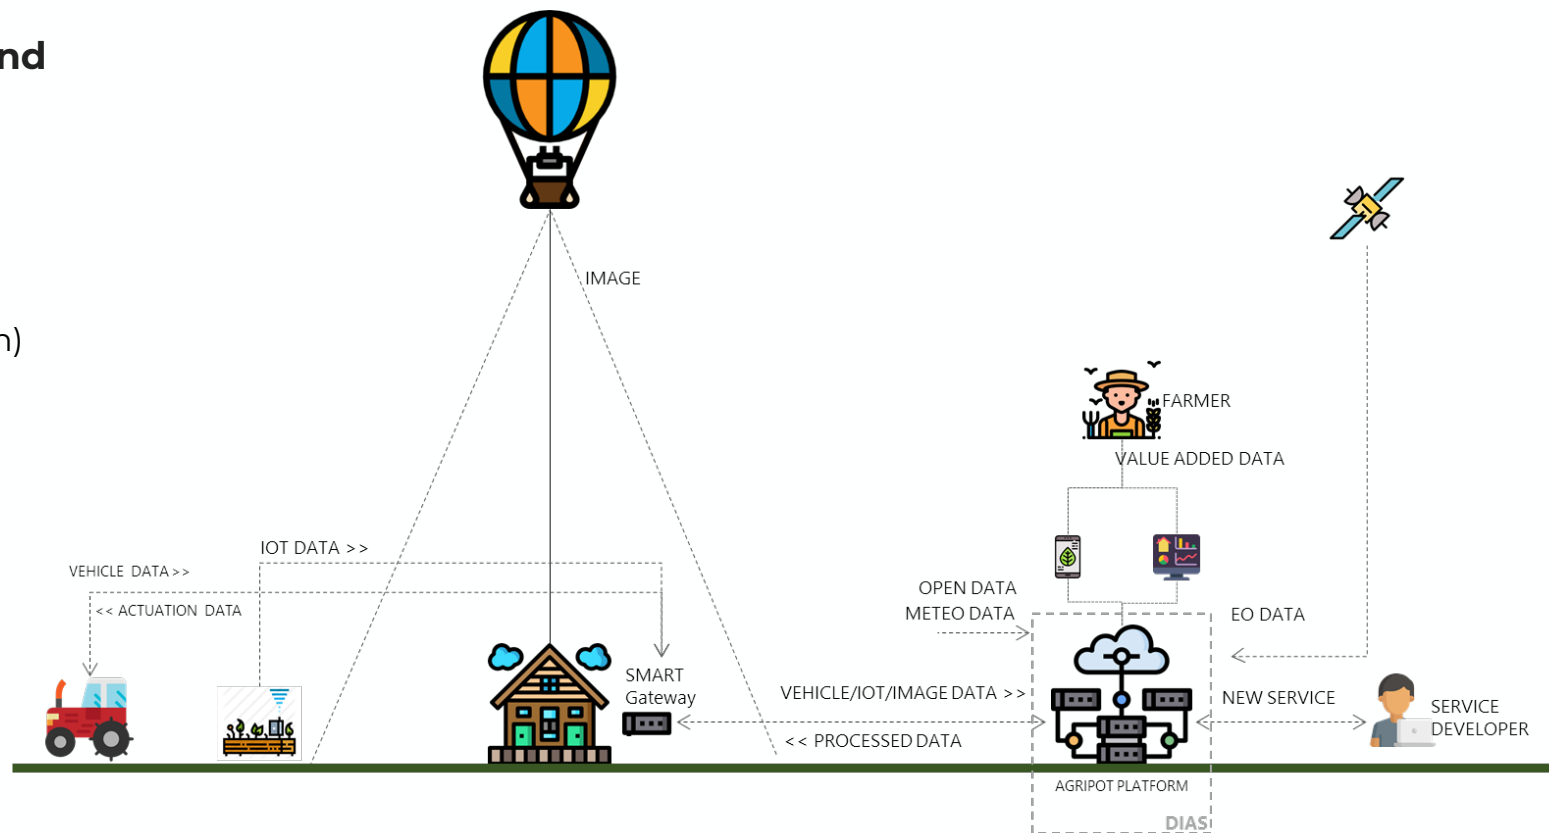 nd
IMAGE
n)
FARMER
VALUE ADDED DATA
IOT DATA >>
VEHICLE DATA >>
<< ACTUATION DATA
OPEN DATA
METEO DATA
EO DATA
SMART
Gateway
VEHICLE/IOT/IMAGE DATA >>
<< PROCESSED DATA
NEW SERVICE
SERVICE
DEVELOPER
AGRIPOT PLATFORM
DIAS